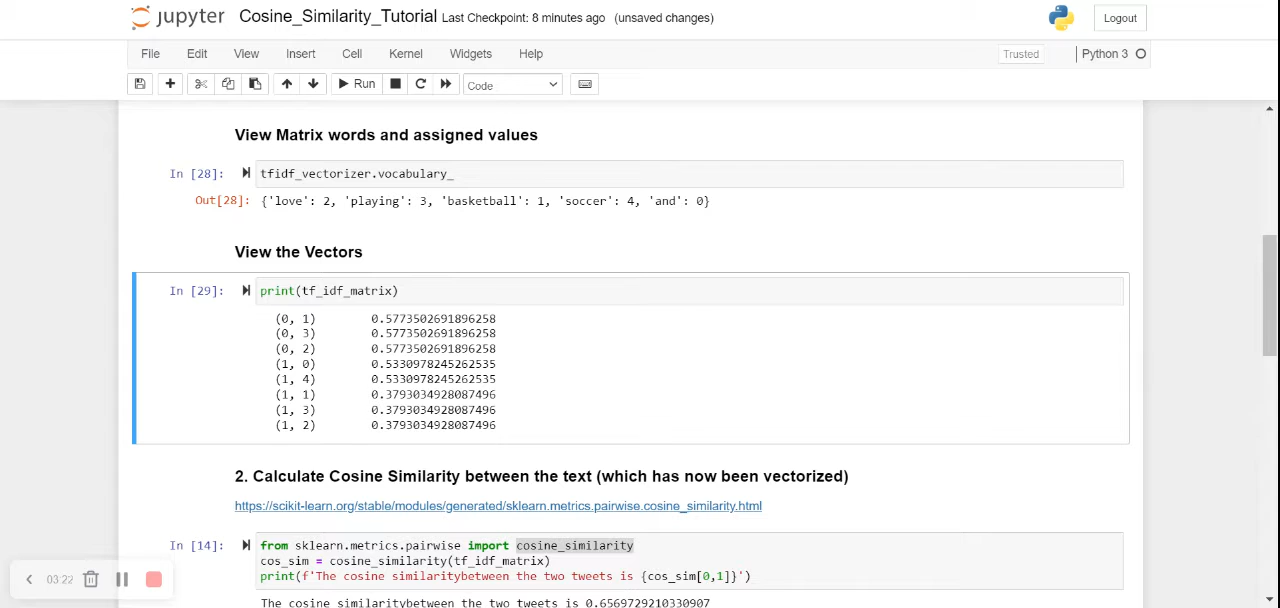 jupyter Cosine_Similarity_Tutorial Last Checkpoint: 8 minutes ago (unsaved changes) Logout
File Edit View Insert Cell Kernel Widgets Help Trusted Python 3
Run Code
View Matrix words and assigned values
In [28]: tfidf_vectorizer.vocabulary_
Out[28]: {'love': 2, 'playing': 3, 'basketball': 1, 'soccer': 4, 'and': 0}
View the Vectors
In [29]: print(tf_idf_matrix)
(0, 1) 0.5773502691896258
(0, 3) 0.5773502691896258
(0, 2) 0.5773502691896258
(1, 0) 0.5330978245262535
(1, 4) 0.5330978245262535
(1, 1) 0.3793034928087496
(1, 3) 0.3793034928087496
(1, 2) 0.3793034928087496
2. Calculate Cosine Similarity between the text (which has now been vectorized)
https://scikit-learn.org/stable/modules/generated/sklearn.metrics.pairwise.cosine_similarity.html
In [14]: from sklearn.metrics.pairwise import cosine_similarity
cos_sim = cosine_similarity(tf_idf_matrix)
print(f'The cosine similaritybetween the two tweets is {cos_sim[0,1]}')
03:22
The cosine similaritybetween the two tweets is 0.6569729210330907